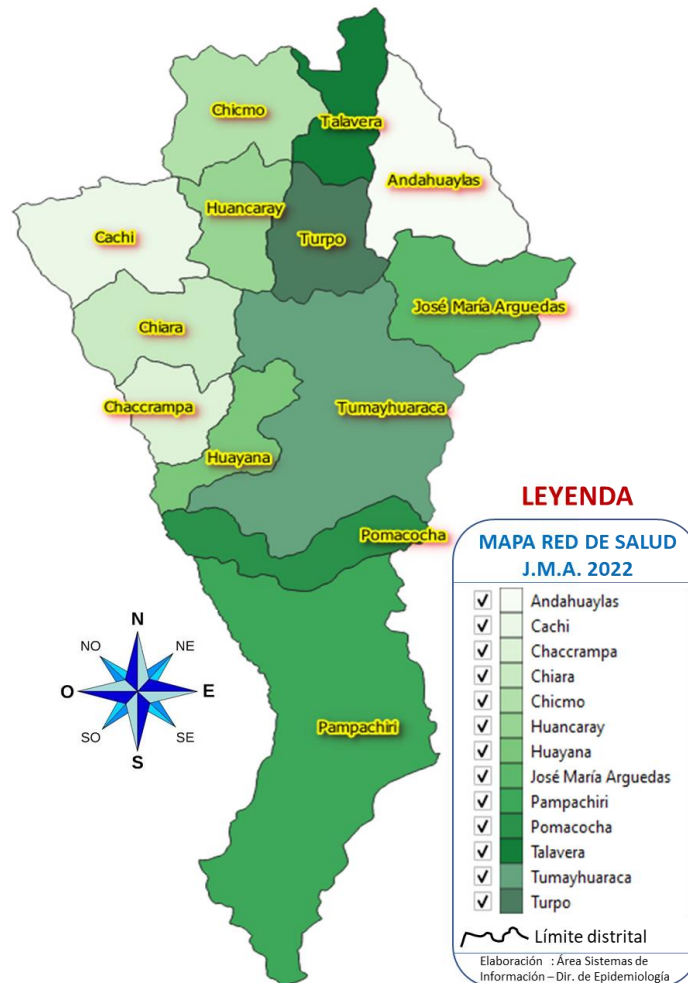 Chicmo
Talavera
Andahuaylas
Huancaray
Cachi
Turpo
José María Arguedas
Chiara
Chaccrampa
Tumayhuaraca
Huayana
Pomacocha
Pampachiri
N
NO
NE
O
E
SO
SE
S
LEYENDA
MAPA RED DE SALUD
J.M.A. 2022
Andahuaylas
Cachi
Chaccrampa
Chiara
Chicmo
Huancaray
Huayana
José María Arguedas
Pampachiri
Pomacocha
Talavera
Tumayhuaraca
Turpo
Límite distrital
Elaboración : Área Sistemas de
Información – Dir. de Epidemiología